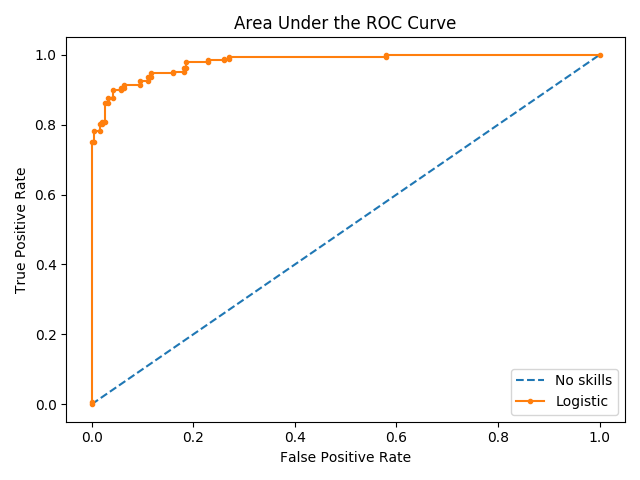 Area Under the ROC Curve
True Positive Rate
1.0
0.8
0.6
0.4
0.2
0.0
0.0 0.2 0.4 0.6 0.8 1.0
False Positive Rate
No skills
Logistic